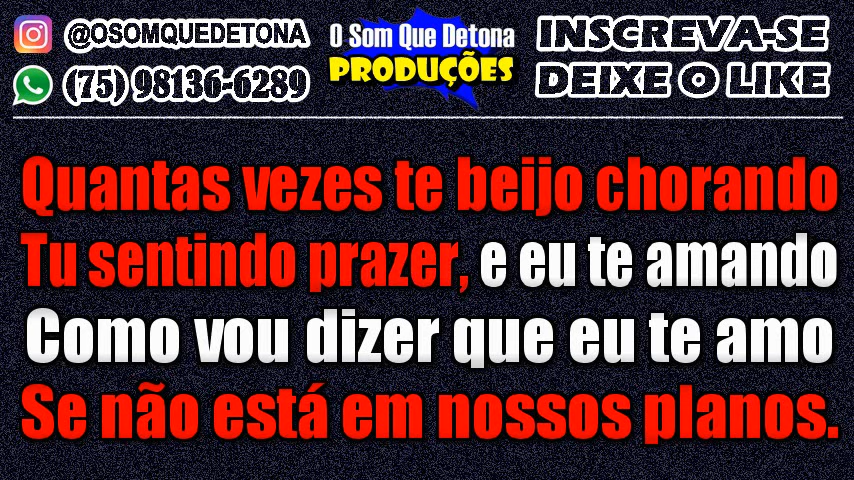 @OSOMQUEDETONA
(75) 98136-6289
O Som Que Detona
PRODUÇÕES
INSCREVA-SE
DEIXE O LIKE
Quantas vezes te beijo chorando
Tu sentindo prazer, e eu te amando
Como vou dizer que eu te amo
Se não está em nossos planos.